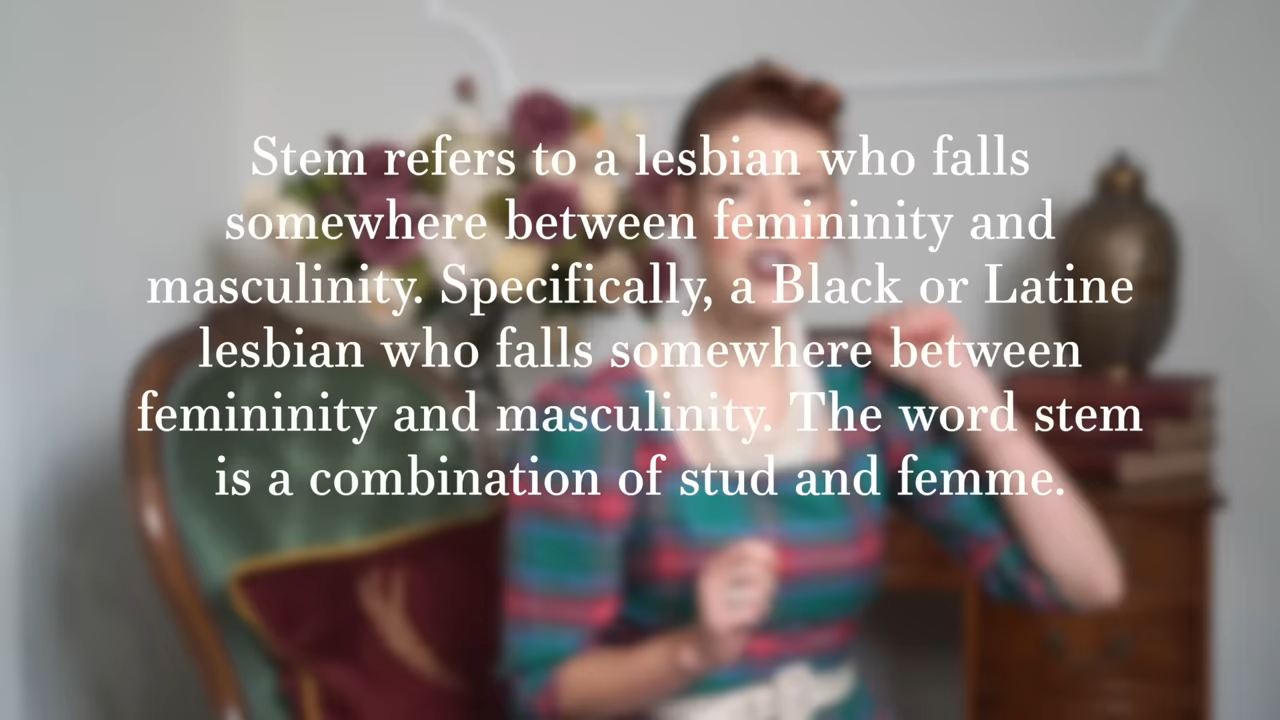 Stem refers to a lesbian who falls
somewhere between femininity and
masculinity. Specifically, a Black or Latine
lesbian who falls somewhere between
femininity and masculinity. The word stem
is a combination of stud and femme.